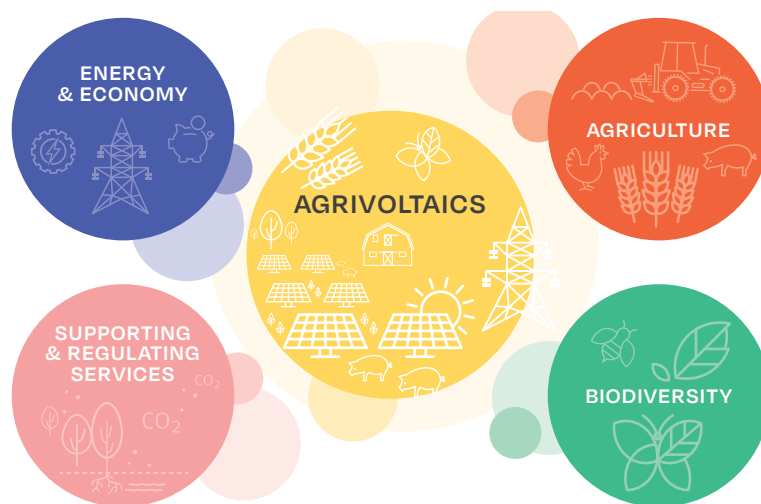 ENERGY
& ECONOMY
AGRICULTURE
AGRIVOLTAICS
SUPPORTING
& REGULATING
SERVICES
CO₂
CO₂
BIODIVERSITY